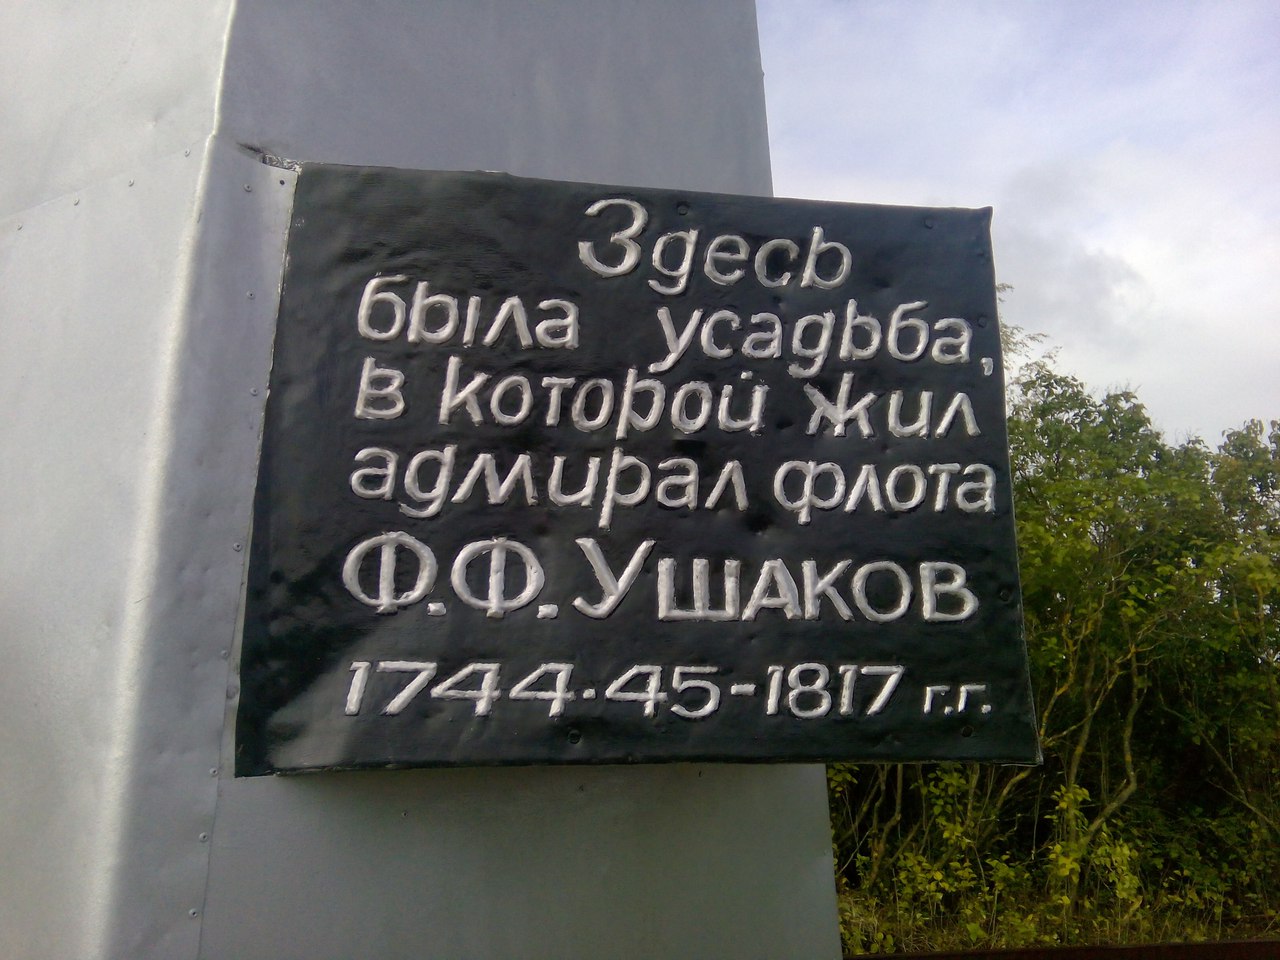 Здесь
была усадьба,
в которой жил
адмирал флота
Ф.Ф. УШАКОВ
1744.45-1817 г.г.